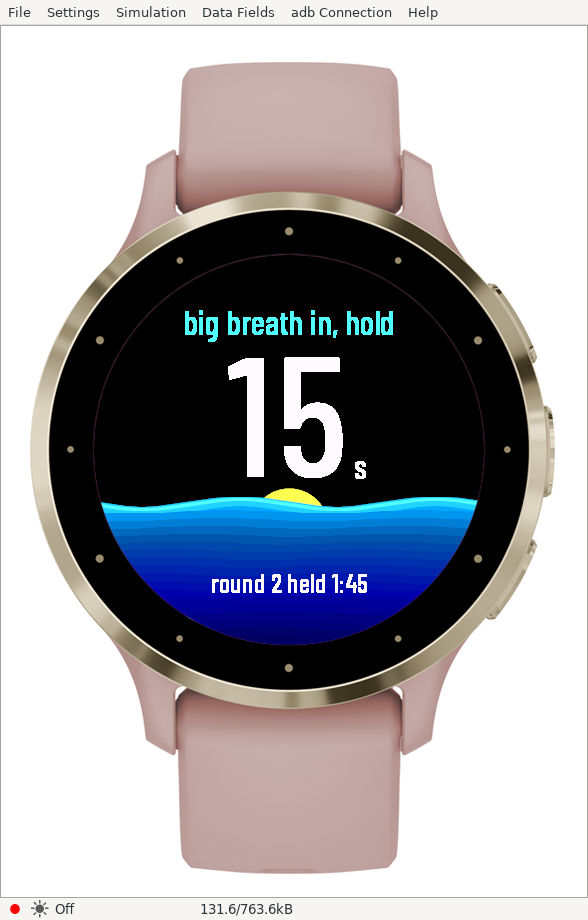 File Settings Simulation Data Fields adb Connection Help
big breath in, hold
15 s
round 2 held 1:45
Off 131.6/763.6kB